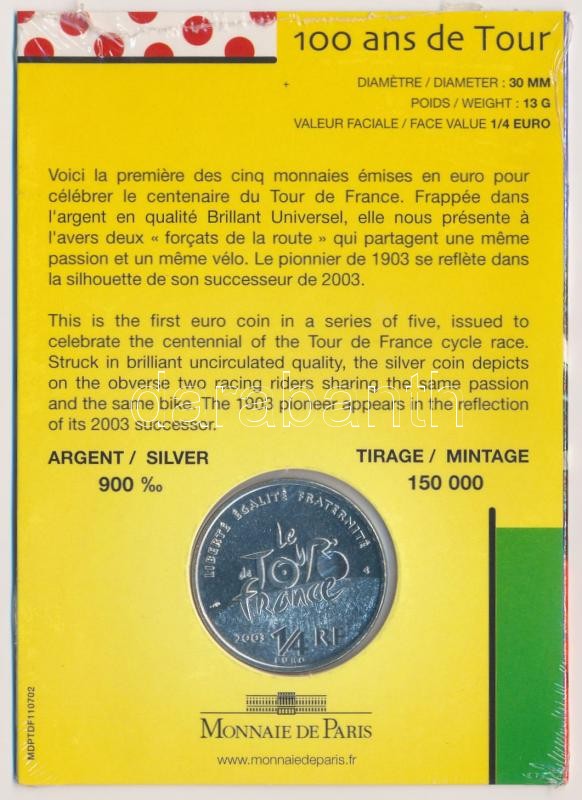 100 ans de Tour
DIAMÈTRE / DIAMETER : 30 MM
POIDS / WEIGHT : 13 G
VALEUR FACIALE / FACE VALUE 1/4 EURO
Voici la première des cinq monnaies émises en euro pour
célébrer le centenaire du Tour de France. Frappée dans
l'argent en qualité Brillant Universel, elle nous présente à
l'avers deux « forçats de la route » qui partagent une même
passion et un même vélo. Le pionnier de 1903 se reflète dans
la silhouette de son successeur de 2003.
This is the first euro coin in a series of five, issued to
celebrate the centennial of the Tour de France cycle race.
Struck in brilliant uncirculated quality, the silver coin depicts
on the obverse two racing riders sharing the same passion
and the same bike. The 1903 pioneer appears in the reflection
of its 2003 successor.
darabanth
ARGENT / SILVER
900 ‰
TIRAGE / MINTAGE
150 000
LIBERTÉ ÉGALITÉ FRATERNITÉ
Le
de TOUR
France
2003 1/4 RF
EURO
MONNAIE DE PARIS
www.monnaiedeparis.fr
MDPTDF110702